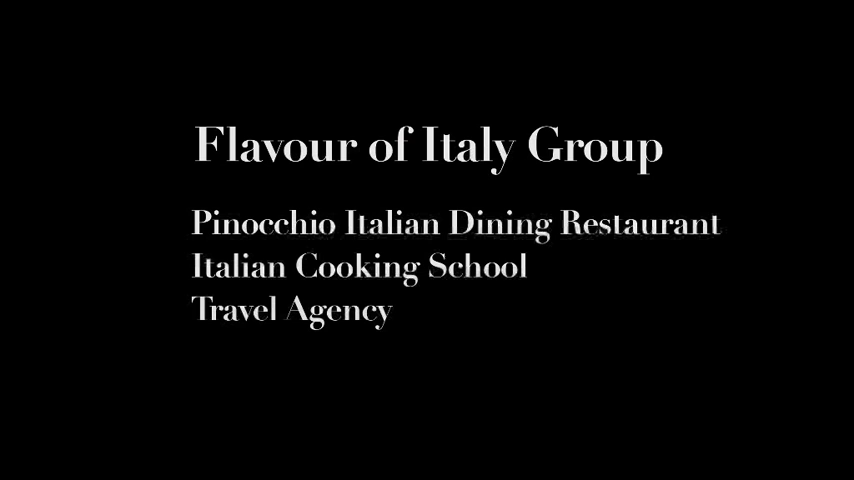 Flavour of Italy Group
Pinocchio Italian Dining Restaurant
Italian Cooking School
Travel Agency